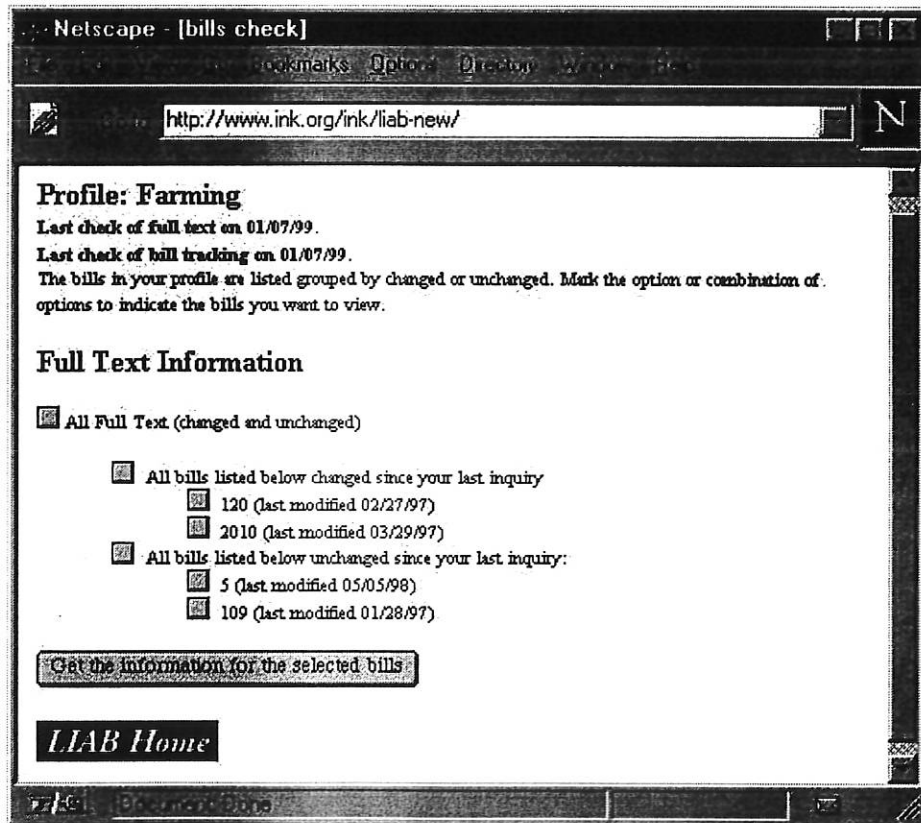 Netscape - [bills check]
Bookmarks Options Directory Window Help
http://www.ink.org/ink/liab-new/
N
Profile: Farming
Last check of full text on 01/07/99.
Last check of bill tracking on 01/07/99.
The bills in your profile are listed grouped by changed or unchanged. Mark the option or combination of
options to indicate the bills you want to view.
Full Text Information
All Full Text (changed and unchanged)
All bills listed below changed since your last inquiry
120 (last modified 02/27/97)
2010 (last modified 03/29/97)
All bills listed below unchanged since your last inquiry:
5 (last modified 05/05/98)
109 (last modified 01/28/97)
Get the information for the selected bills
LIAB Home
Document Done